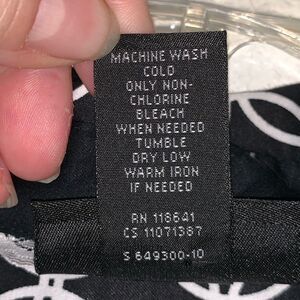 MACHINE WASH
COLD
ONLY NON-
CHLORINE
BLEACH
WHEN NEEDED
TUMBLE
DRY LOW
WARM IRON
IF NEEDED
RN 118641
CS 11071387
S 649300-10